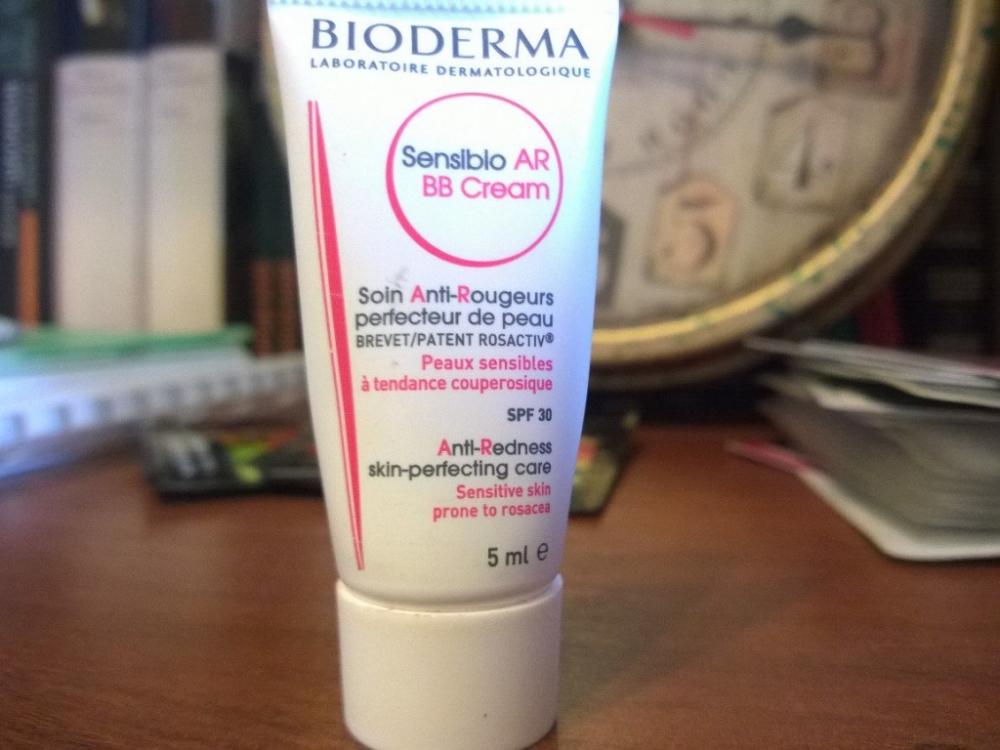 BIODERMA
LABORATOIRE DERMATOLOGIQUE
Sensibio AR
BB Cream
Soin Anti-Rougeurs
perfecteur de peau
BREVET/PATENT ROSACTIV®
Peaux sensibles
à tendance couperosique
SPF 30
Anti-Redness
skin-perfecting care
Sensitive skin
prone to rosacea
5 ml e